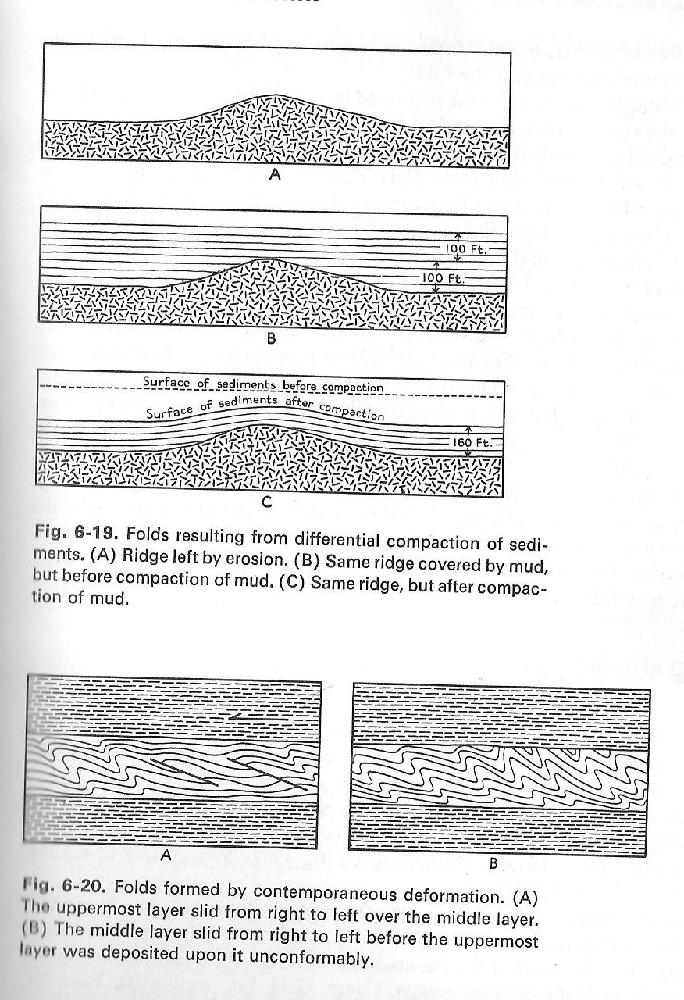 A
100 Ft.
100 Ft.
B
Surface of sediments before compaction
Surface of sediments after compaction
160 Ft.
C
Fig. 6-19. Folds resulting from differential compaction of sedi-
ments. (A) Ridge left by erosion. (B) Same ridge covered by mud,
but before compaction of mud. (C) Same ridge, but after compac-
tion of mud.
A
B
Fig. 6-20. Folds formed by contemporaneous deformation. (A)
The uppermost layer slid from right to left over the middle layer.
(B) The middle layer slid from right to left before the uppermost
layer was deposited upon it unconformably.